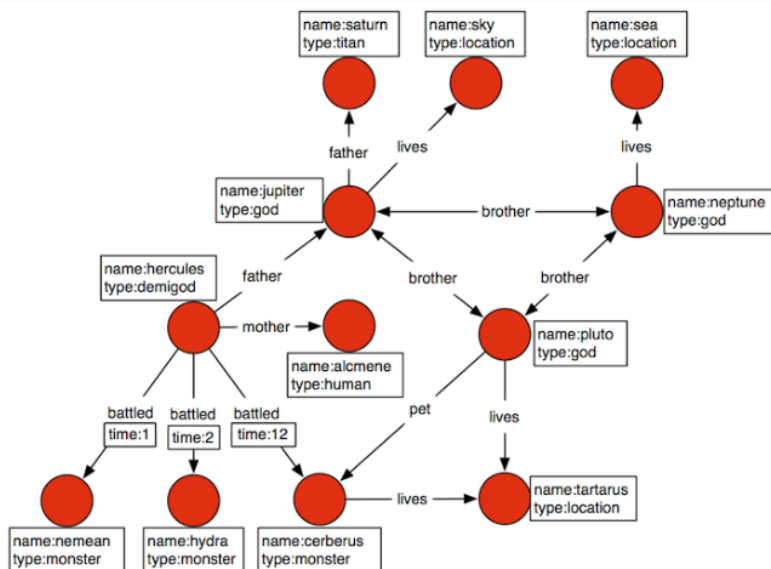 name:saturn
type:titan
name:sky
type:location
name:sea
type:location
father
lives
lives
name:jupiter
type:god
brother
name:neptune
type:god
name:hercules
type:demigod
father
brother
brother
mother
name:alcmene
type:human
name:pluto
type:god
battled
time:1
battled
time:2
battled
time:12
pet
lives
lives
name:tartarus
type:location
name:nemean
type:monster
name:hydra
type:monster
name:cerberus
type:monster